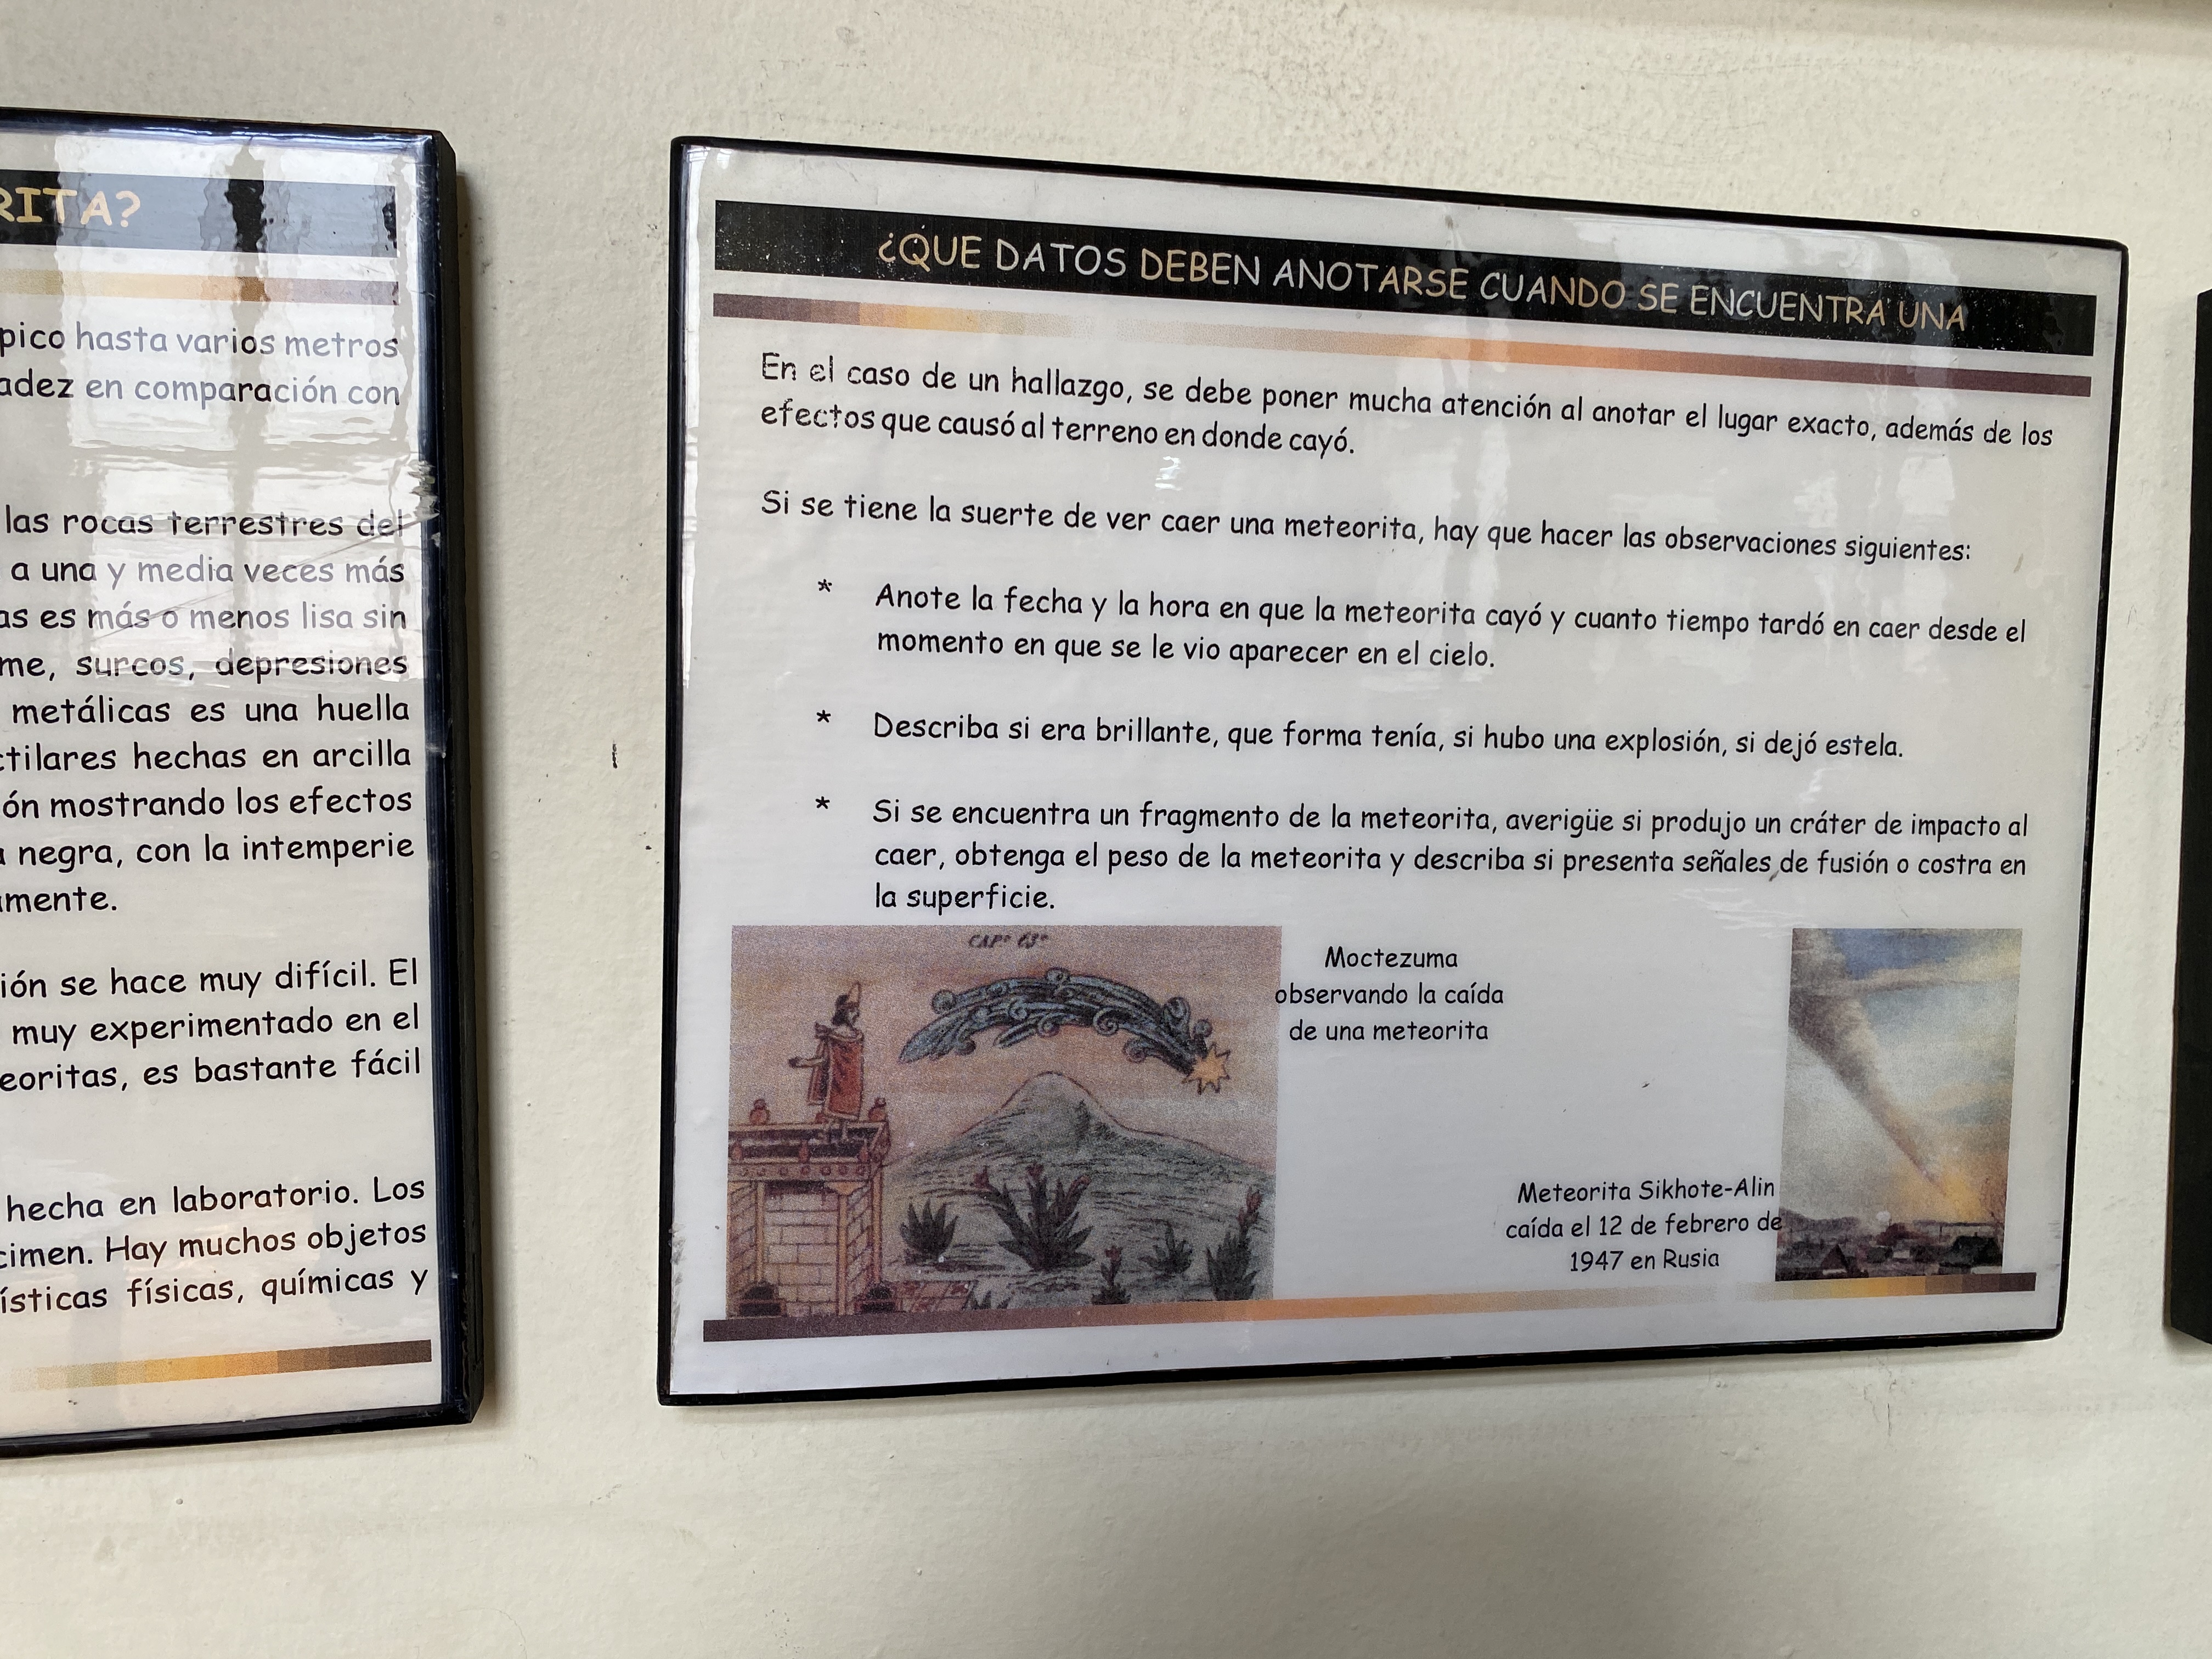 RITA?
pico hasta varios metros
adez en comparación con
las rocas terrestres del
a una y media veces más
as es más o menos lisa sin
me, surcos, depresiones
metálicas es una huella
ctilares hechas en arcilla
ón mostrando los efectos
negra, con la intemperie
amente.
ión se hace muy difícil. El
muy experimentado en el
eoritas, es bastante fácil
hecha en laboratorio. Los
cimen. Hay muchos objetos
ísticas físicas, químicas y
¿QUE DATOS DEBEN ANOTARSE CUANDO SE ENCUENTRA UNA
En el caso de un hallazgo, se debe poner mucha atención al anotar el lugar exacto, además de los
efectos que causó al terreno en donde cayó.
Si se tiene la suerte de ver caer una meteorita, hay que hacer las observaciones siguientes:
* Anote la fecha y la hora en que la meteorita cayó y cuanto tiempo tardó en caer desde el
momento en que se le vio aparecer en el cielo.
* Describa si era brillante, que forma tenía, si hubo una explosión, si dejó estela.
* Si se encuentra un fragmento de la meteorita, averigüe si produjo un cráter de impacto al
caer, obtenga el peso de la meteorita y describa si presenta señales de fusión o costra en
la superficie.
CAPº 63º
Moctezuma
observando la caída
de una meteorita
Meteorita Sikhote-Alin
caída el 12 de febrero de
1947 en Rusia